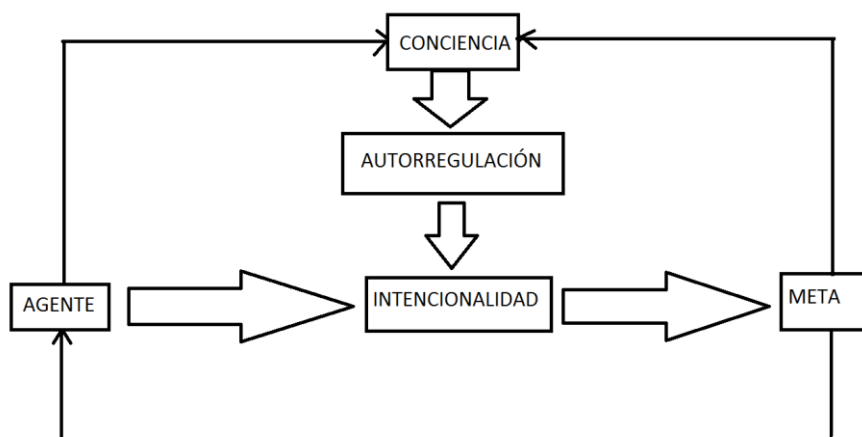 CONCIENCIA
AUTORREGULACIÓN
AGENTE
INTENCIONALIDAD
META